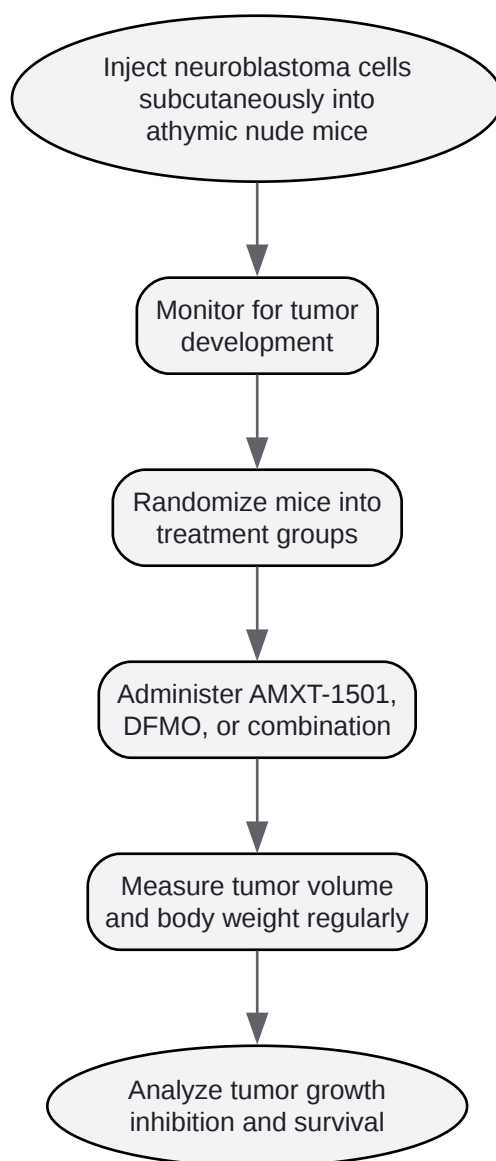 Inject neuroblastoma cells
subcutaneously into
athymic nude mice
Monitor for tumor
development
Randomize mice into
treatment groups
Administer AMXT-1501,
DFMO, or combination
Measure tumor volume
and body weight regularly
Analyze tumor growth
inhibition and survival